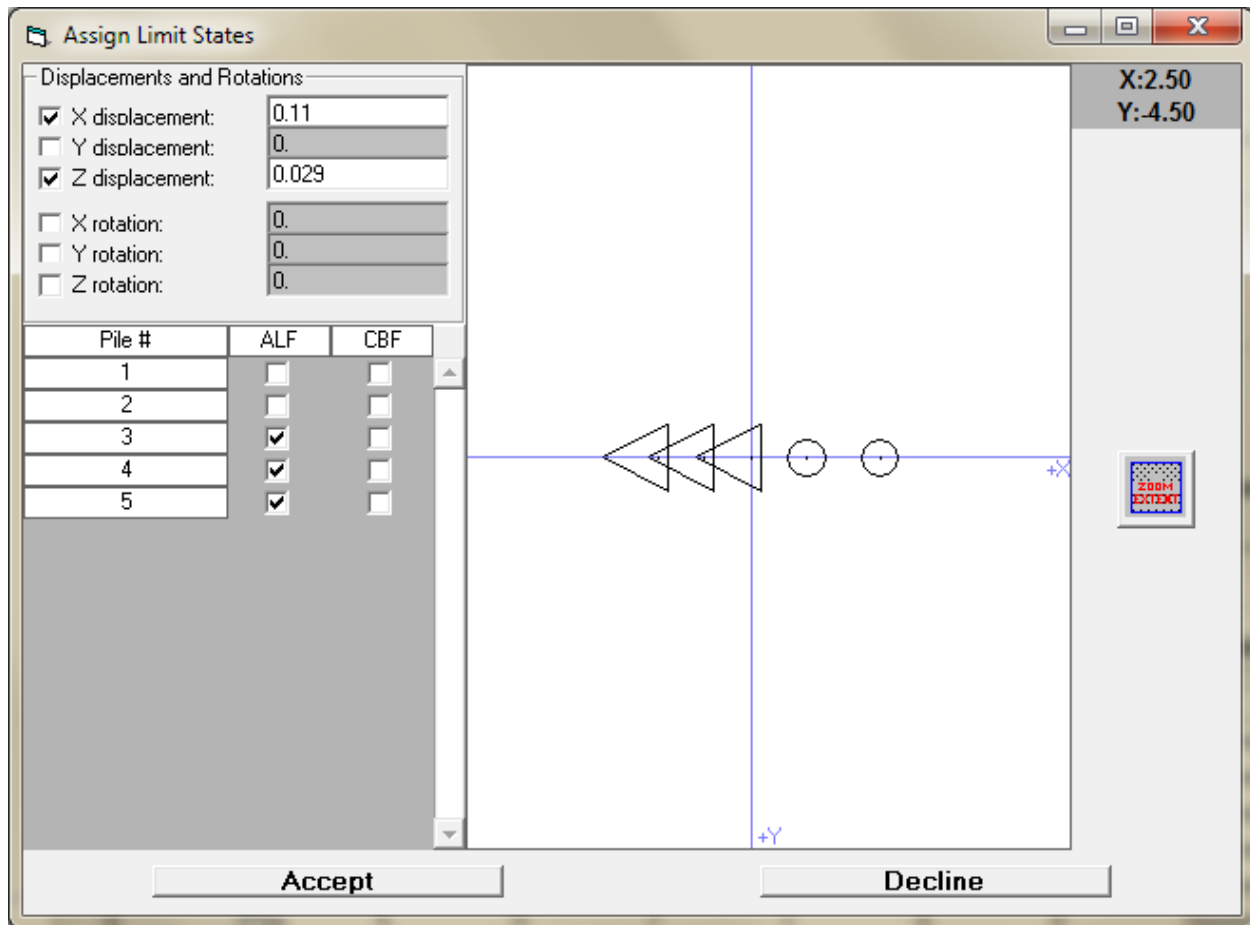 Assign Limit States
Displacements and Rotations
X displacement: 0.11
Y displacement: 0.
Z displacement: 0.029
X rotation: 0.
Y rotation: 0.
Z rotation: 0.
Pile # ALF CBF
1
2
3
4
5
X:2.50
Y:-4.50
+X
+Y
ZOOM
EXTEXT
Accept Decline